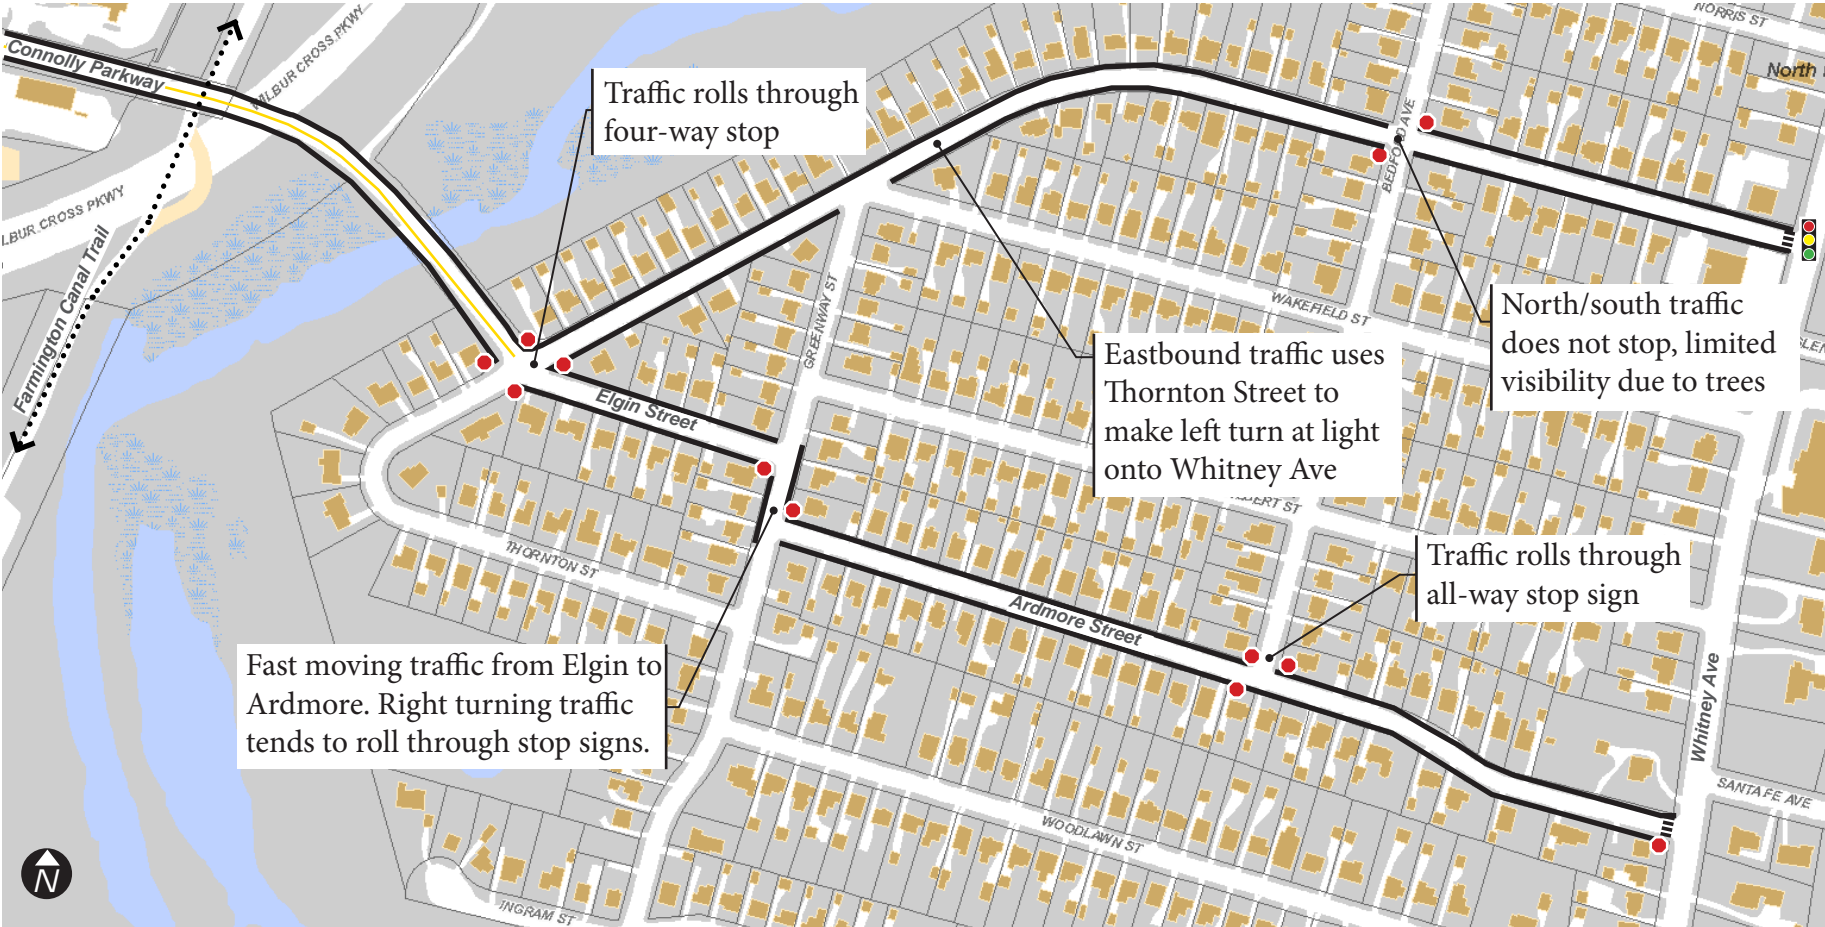 NORRIS ST
Connolly Parkway
WILBUR CROSS PKWY
North
Traffic rolls through
four-way stop
BEDFORD AVE
WILBUR CROSS PKWY
Farmington Canal Trail
GREENWAY ST
WAKEFIELD ST
North/south traffic
does not stop, limited
visibility due to trees
Eastbound traffic uses
Thornton Street to
make left turn at light
onto Whitney Ave
Elgin Street
ST
THORNTON ST
Traffic rolls through
all-way stop sign
Ardmore Street
Fast moving traffic from Elgin to
Ardmore. Right turning traffic
tends to roll through stop signs.
Whitney Ave
SANTA FE AVE
WOODLAWN ST
N
INGRAM ST